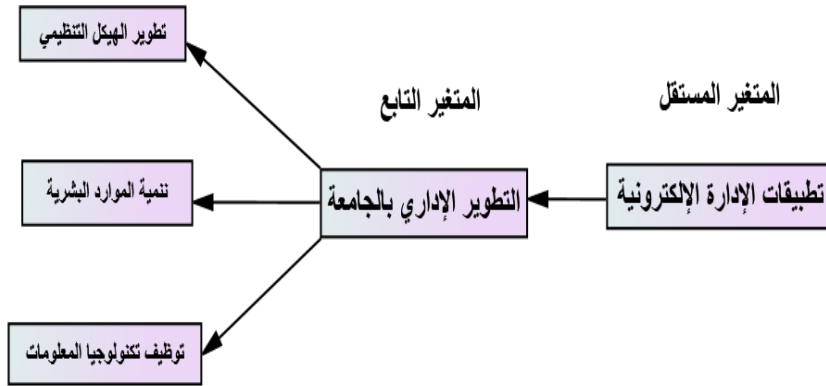 المتغير المستقل
تطبيقات الإدارة الإلكترونية
المتغير التابع
التطوير الإداري بالجامعة
تطوير الهيكل التنظيمي
تنمية الموارد البشرية
توظيف تكنولوجيا المعلومات